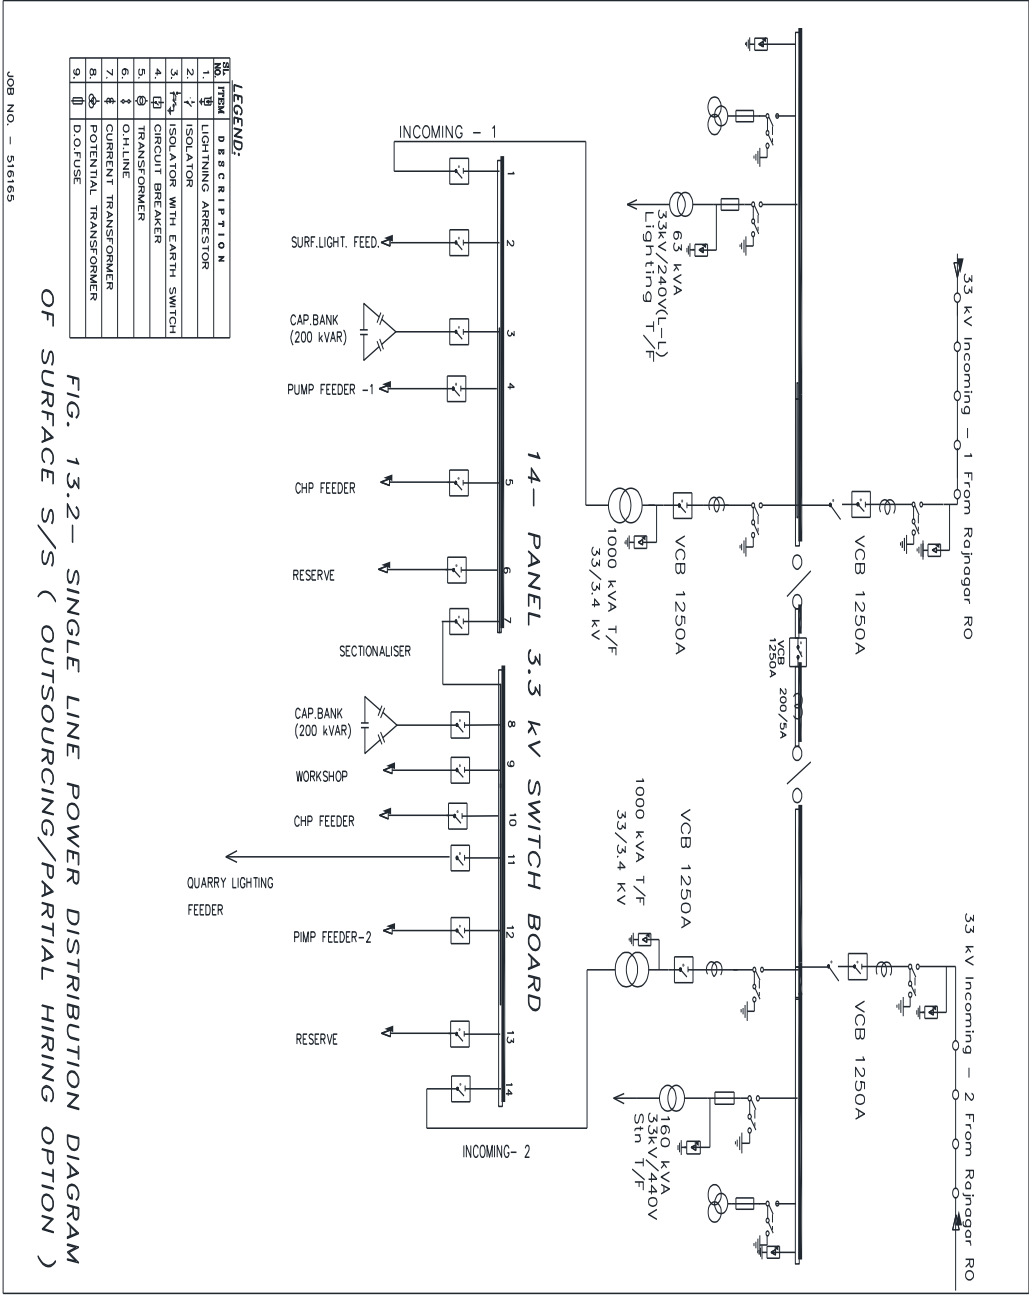 33 kV Incoming - 1 From Rajnagar RO
33 kV Incoming - 2 From Rajnagar RO
VCB 1250A
VCB 1250A
VCB
1250A
200/5A
63 kVA
33kV/240V(L-L)
Lighting T/F
VCB 1250A
1000 kVA T/F
33/3.4 kV
VCB 1250A
1000 kVA T/F
33/3.4 KV
160 kVA
33kV/440V
Stn T/F
14- PANEL 3.3 kV SWITCH BOARD
INCOMING - 1
1
2
3
4
5
6
7
8
9
10
11
12
13
14
SURF.LIGHT. FEED.
CAP.BANK
(200 kVAR)
PUMP FEEDER -1
CHP FEEDER
RESERVE
SECTIONALISER
CAP.BANK
(200 kVAR)
WORKSHOP
CHP FEEDER
QUARRY LIGHTING
FEEDER
PIMP FEEDER-2
RESERVE
INCOMING- 2
LEGEND:
SL. NO. ITEM DESCRIPTION
1. LIGHTNING ARRESTOR
2. ISOLATOR
3. ISOLATOR WITH EARTH SWITCH
4. CIRCUIT BREAKER
5. TRANSFORMER
6. O.H.LINE
7. CURRENT TRANSFORMER
8. POTENTIAL TRANSFORMER
9. D.O.FUSE
FIG. 13.2- SINGLE LINE POWER DISTRIBUTION DIAGRAM
OF SURFACE S/S ( OUTSOURCING/PARTIAL HIRING OPTION )
JOB NO. - 516165